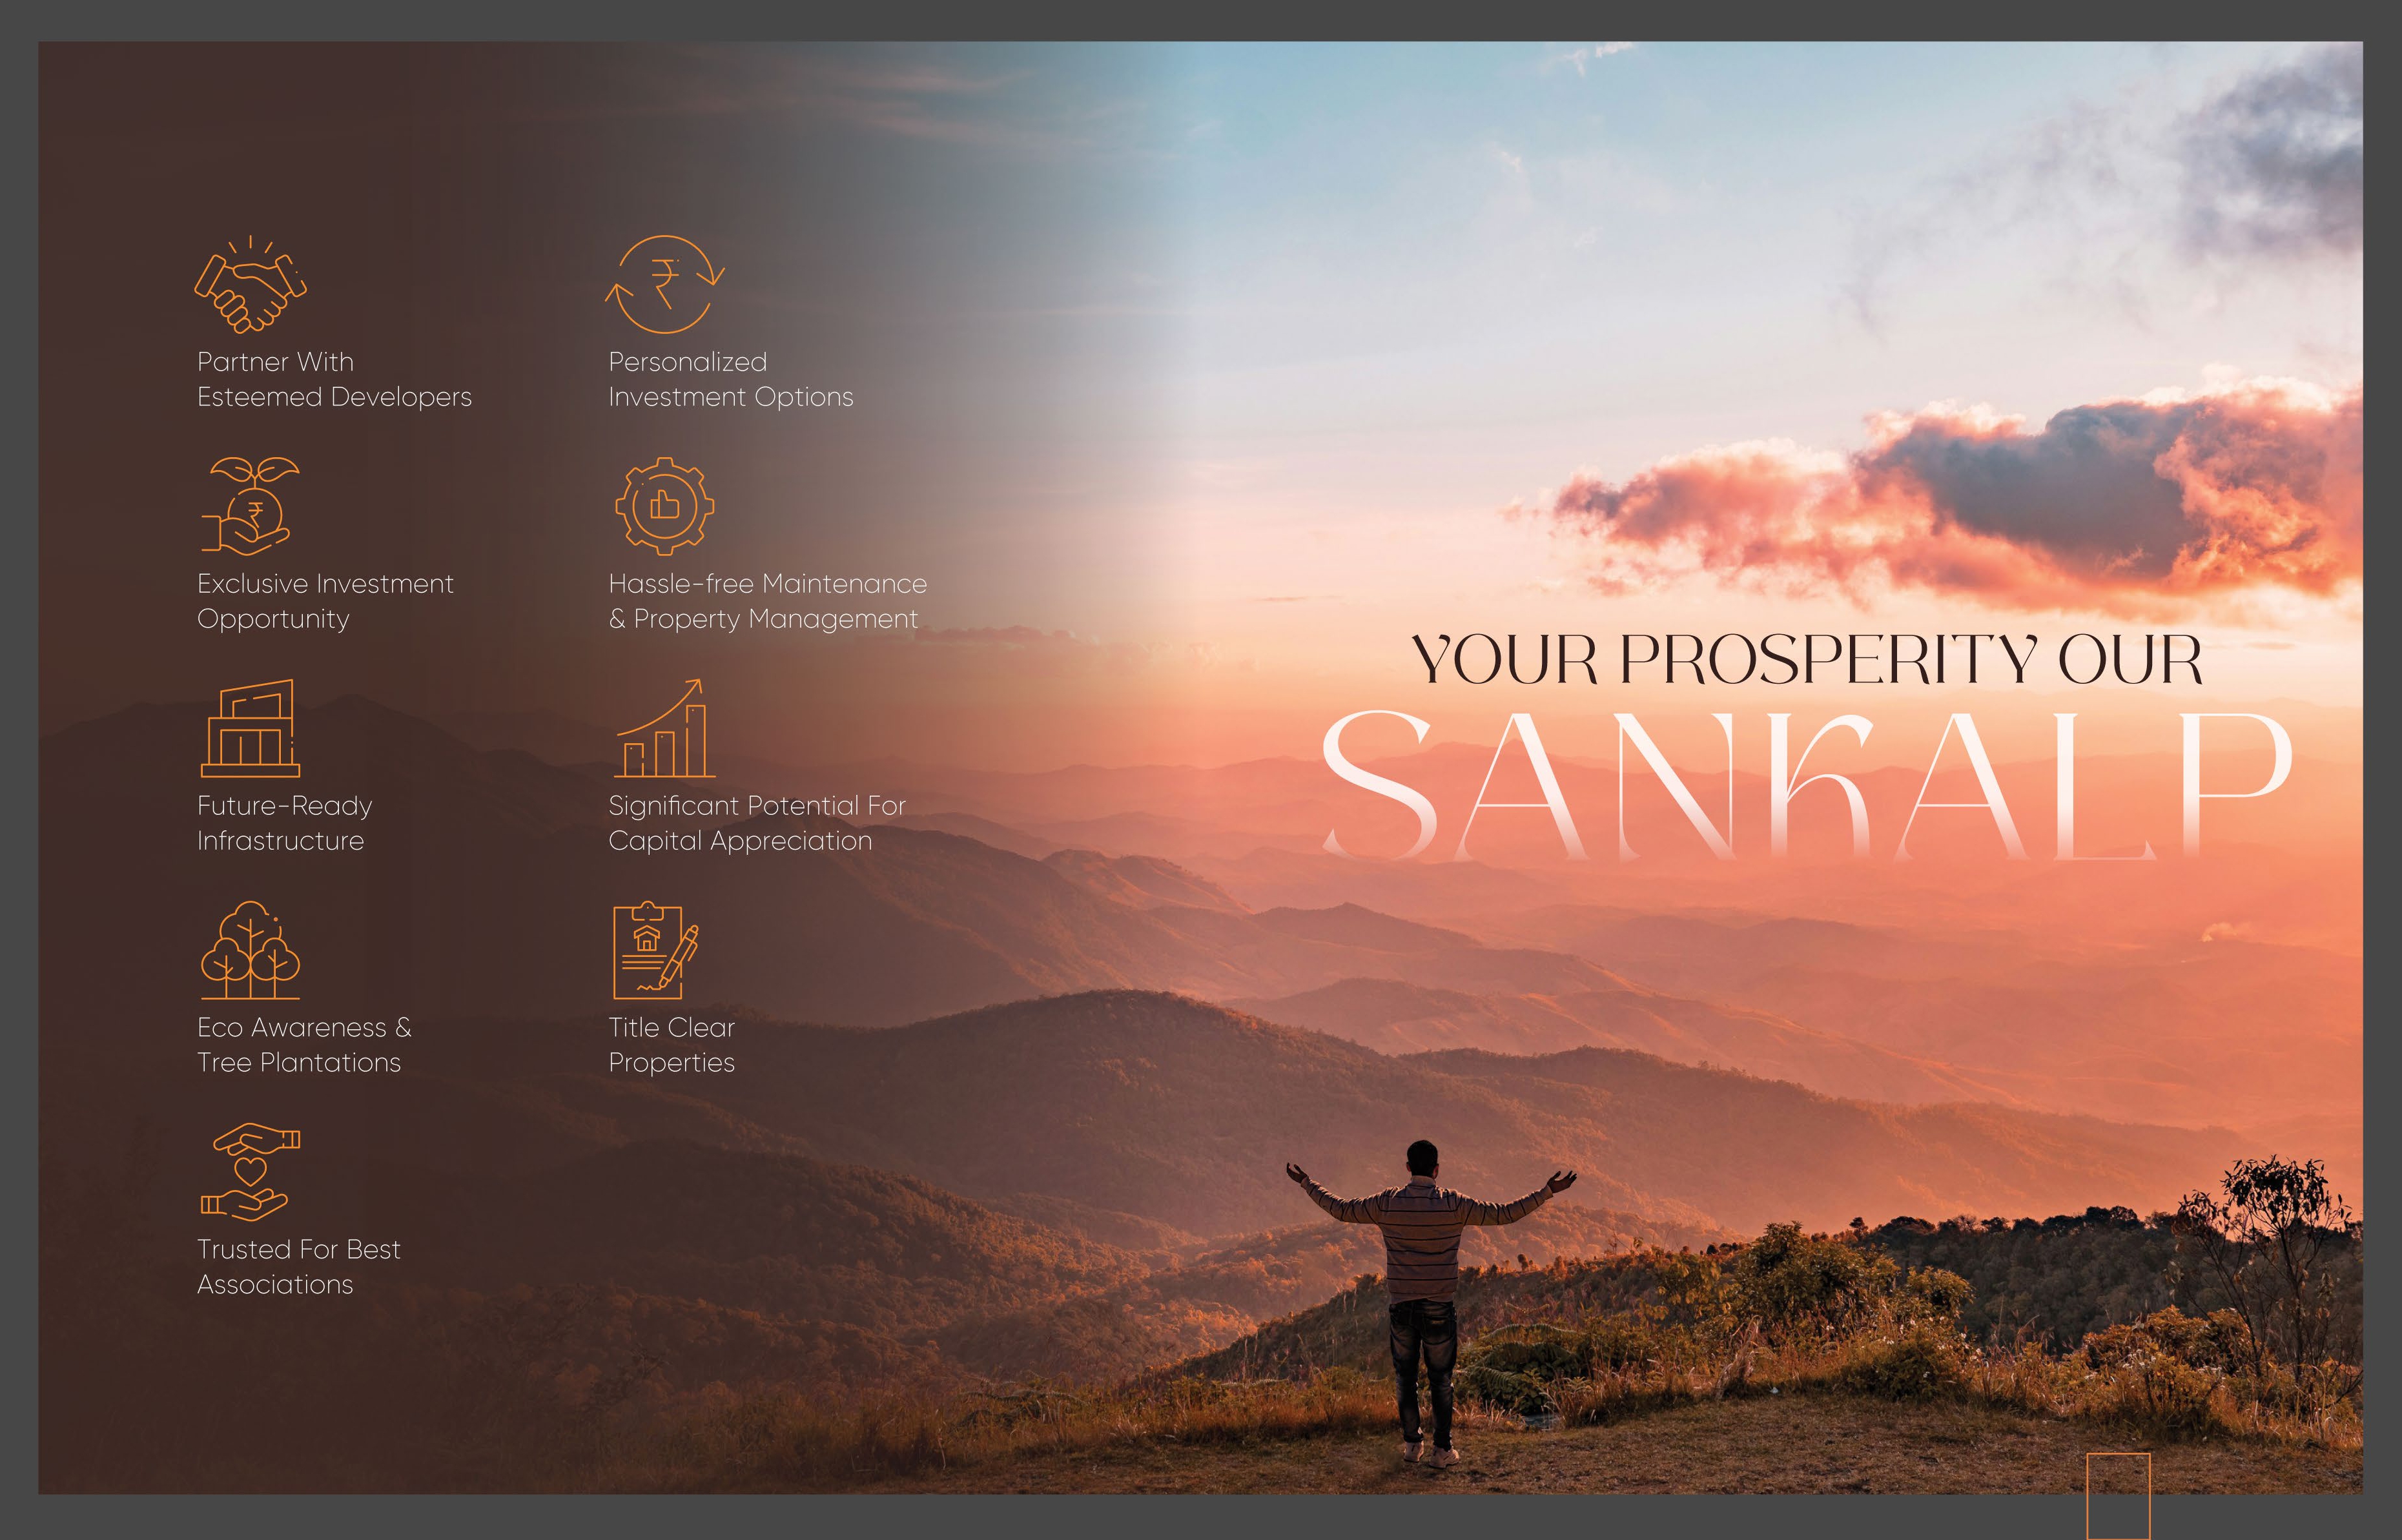 Partner With
Esteemed Developers
Personalized
Investment Options
Exclusive Investment
Opportunity
Hassle-free Maintenance
& Property Management
Future-Ready
Infrastructure
Significant Potential For
Capital Appreciation
Eco Awareness &
Tree Plantations
Title Clear
Properties
Trusted For Best
Associations
YOUR PROSPERITY OUR
SANKALP